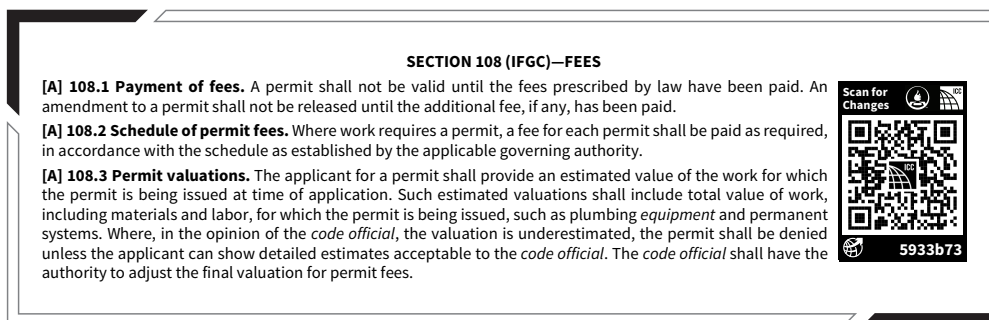 SECTION 108 (IFGC)—FEES
[A] 108.1 Payment of fees. A permit shall not be valid until the fees prescribed by law have been paid. An
amendment to a permit shall not be released until the additional fee, if any, has been paid.
[A] 108.2 Schedule of permit fees. Where work requires a permit, a fee for each permit shall be paid as required,
in accordance with the schedule as established by the applicable governing authority.
[A] 108.3 Permit valuations. The applicant for a permit shall provide an estimated value of the work for which
the permit is being issued at time of application. Such estimated valuations shall include total value of work,
including materials and labor, for which the permit is being issued, such as plumbing equipment and permanent
systems. Where, in the opinion of the code official, the valuation is underestimated, the permit shall be denied
unless the applicant can show detailed estimates acceptable to the code official. The code official shall have the
authority to adjust the final valuation for permit fees.
Scan for
Changes
ICC
ICC
5933b73